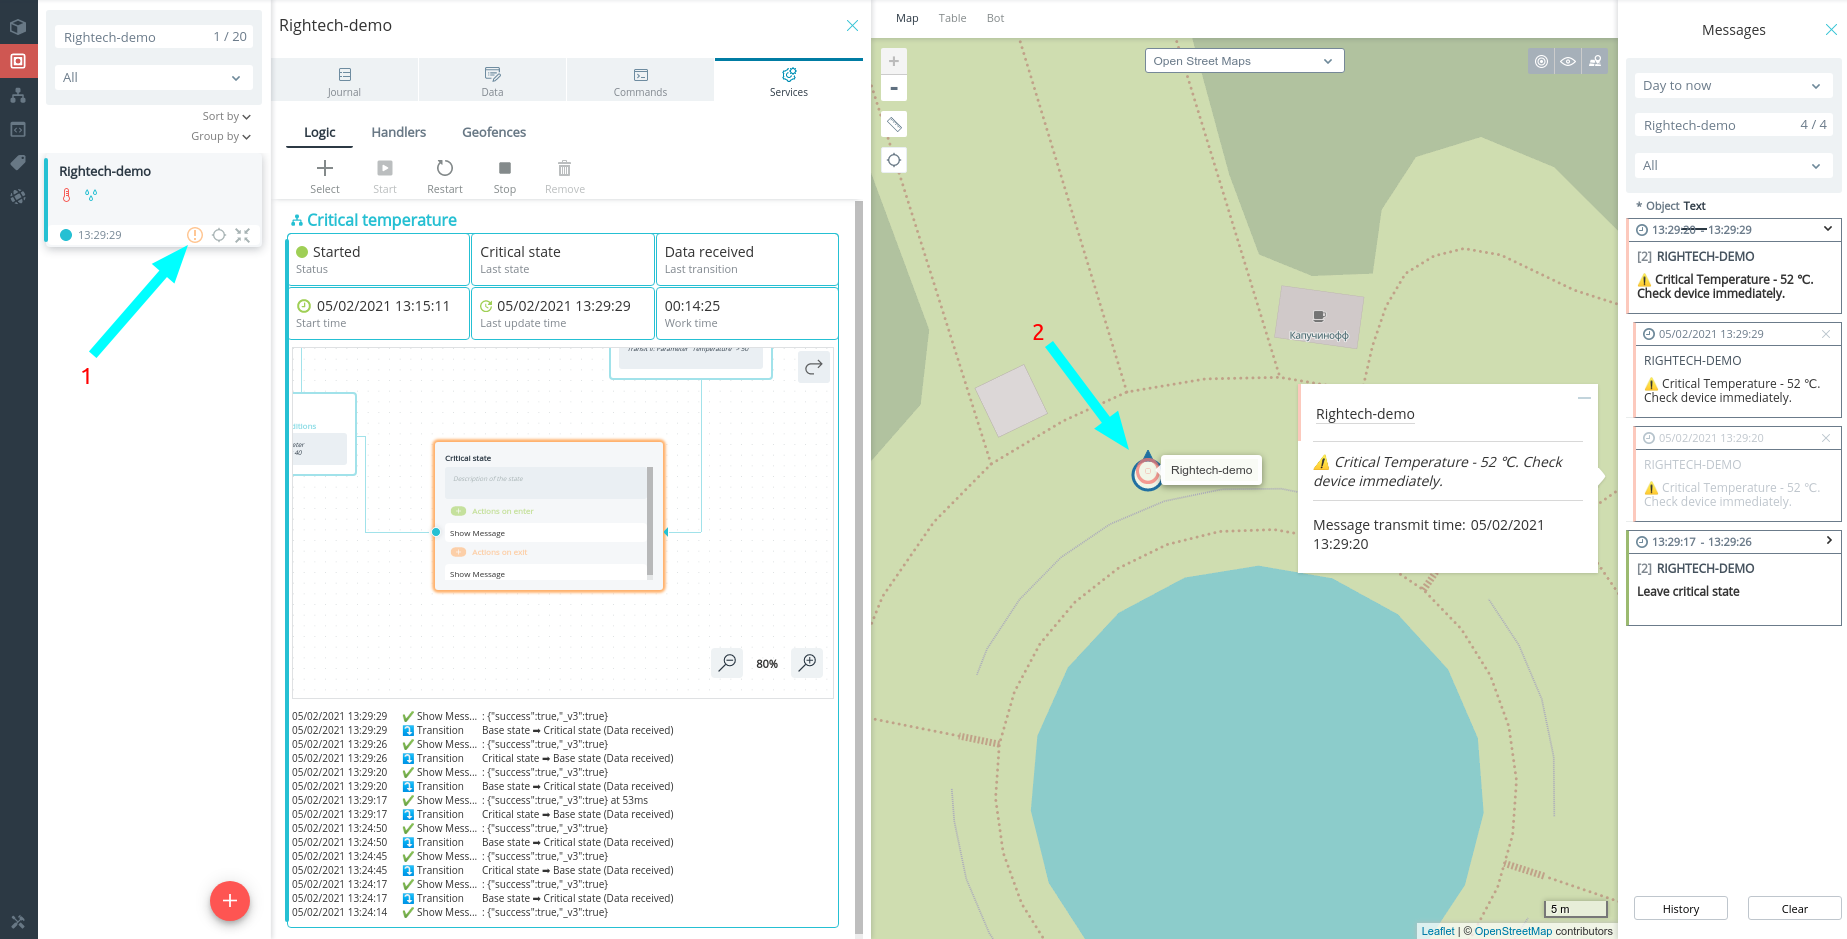 Rightech-demo 1 / 20
All
Sort by
Group by
Rightech-demo
13:29:29
1
Rightech-demo
Journal
Data
Commands
Services
Logic
Handlers
Geofences
Select
Start
Restart
Stop
Remove
Critical temperature
Started
Status
Critical state
Last state
Data received
Last transition
05/02/2021 13:15:11
Start time
05/02/2021 13:29:29
Last update time
00:14:25
Work time
40
Critical state
Description of the state
Actions on enter
Show Message
Actions on exit
Show Message
80%
05/02/2021 13:29:29 ✅ Show Mess... : {"success":true,"_v3":true}
05/02/2021 13:29:29 Transition Base state ➡ Critical state (Data received)
05/02/2021 13:29:26 ✅ Show Mess... : {"success":true,"_v3":true}
05/02/2021 13:29:26 Transition Critical state ➡ Base state (Data received)
05/02/2021 13:29:20 ✅ Show Mess... : {"success":true,"_v3":true}
05/02/2021 13:29:20 Transition Base state ➡ Critical state (Data received)
05/02/2021 13:29:17 ✅ Show Mess... : {"success":true,"_v3":true} at 53ms
05/02/2021 13:29:17 Transition Critical state ➡ Base state (Data received)
05/02/2021 13:24:50 ✅ Show Mess... : {"success":true,"_v3":true}
05/02/2021 13:24:50 Transition Base state ➡ Critical state (Data received)
05/02/2021 13:24:45 ✅ Show Mess... : {"success":true,"_v3":true}
05/02/2021 13:24:45 Transition Critical state ➡ Base state (Data received)
05/02/2021 13:24:17 ✅ Show Mess... : {"success":true,"_v3":true}
05/02/2021 13:24:17 Transition Base state ➡ Critical state (Data received)
05/02/2021 13:24:14 ✅ Show Mess... : {"success":true,"_v3":true}
Map Table Bot
Open Street Maps
Капучинофф
2
Rightech-demo
Rightech-demo
⚠️ Critical Temperature - 52 ℃. Check
device immediately.
Message transmit time: 05/02/2021
13:29:20
5 m
Leaflet | © OpenStreetMap contributors
Messages
Day to now
Rightech-demo 4 / 4
All
* Object Text
13:29:20 - 13:29:29
[2] RIGHTECH-DEMO
⚠️ Critical Temperature - 52 ℃.
Check device immediately.
05/02/2021 13:29:29
RIGHTECH-DEMO
⚠️ Critical Temperature - 52 ℃.
Check device immediately.
05/02/2021 13:29:20
RIGHTECH-DEMO
⚠️ Critical Temperature - 52 ℃.
Check device immediately.
13:29:17 - 13:29:26
[2] RIGHTECH-DEMO
Leave critical state
History
Clear